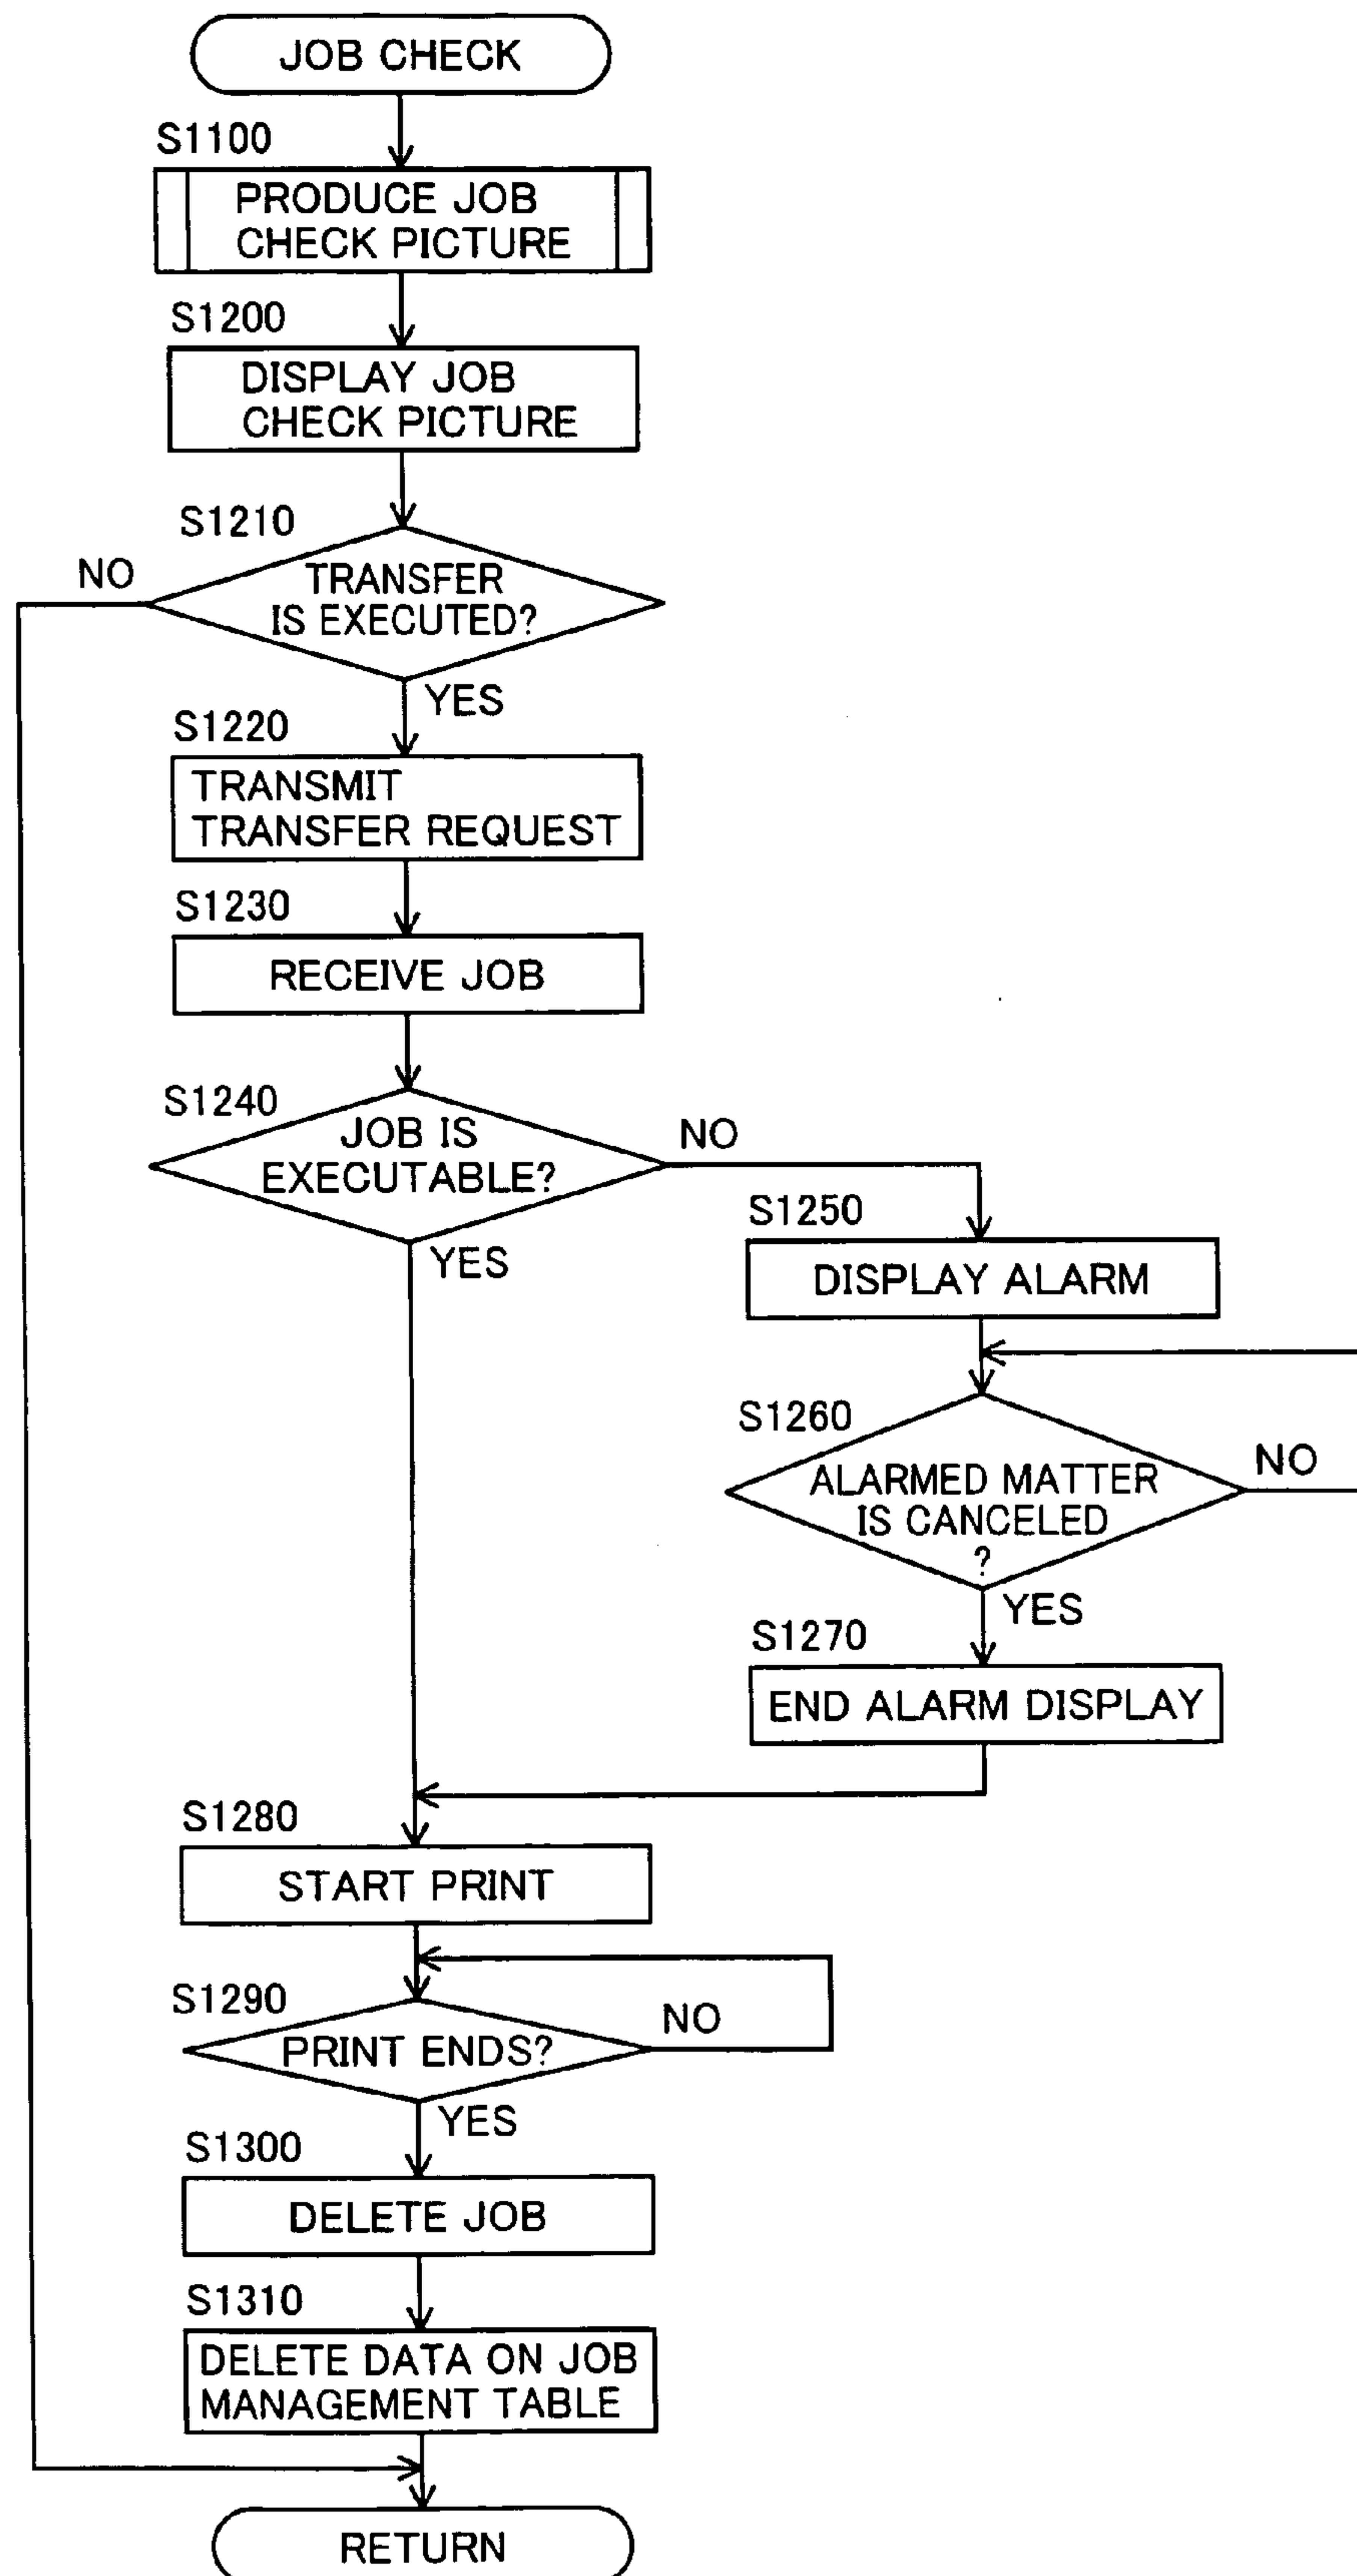 JOB CHECK
S1100
PRODUCE JOB
CHECK PICTURE
S1200
DISPLAY JOB
CHECK PICTURE
S1210
NO
TRANSFER
IS EXECUTED?
YES
S1220
TRANSMIT
TRANSFER REQUEST
S1230
RECEIVE JOB
S1240
JOB IS
EXECUTABLE?
NO
YES
S1250
DISPLAY ALARM
S1260
ALARMED MATTER
IS CANCELED
?
NO
YES
S1270
END ALARM DISPLAY
S1280
START PRINT
S1290
PRINT ENDS?
NO
YES
S1300
DELETE JOB
S1310
DELETE DATA ON JOB
MANAGEMENT TABLE
RETURN